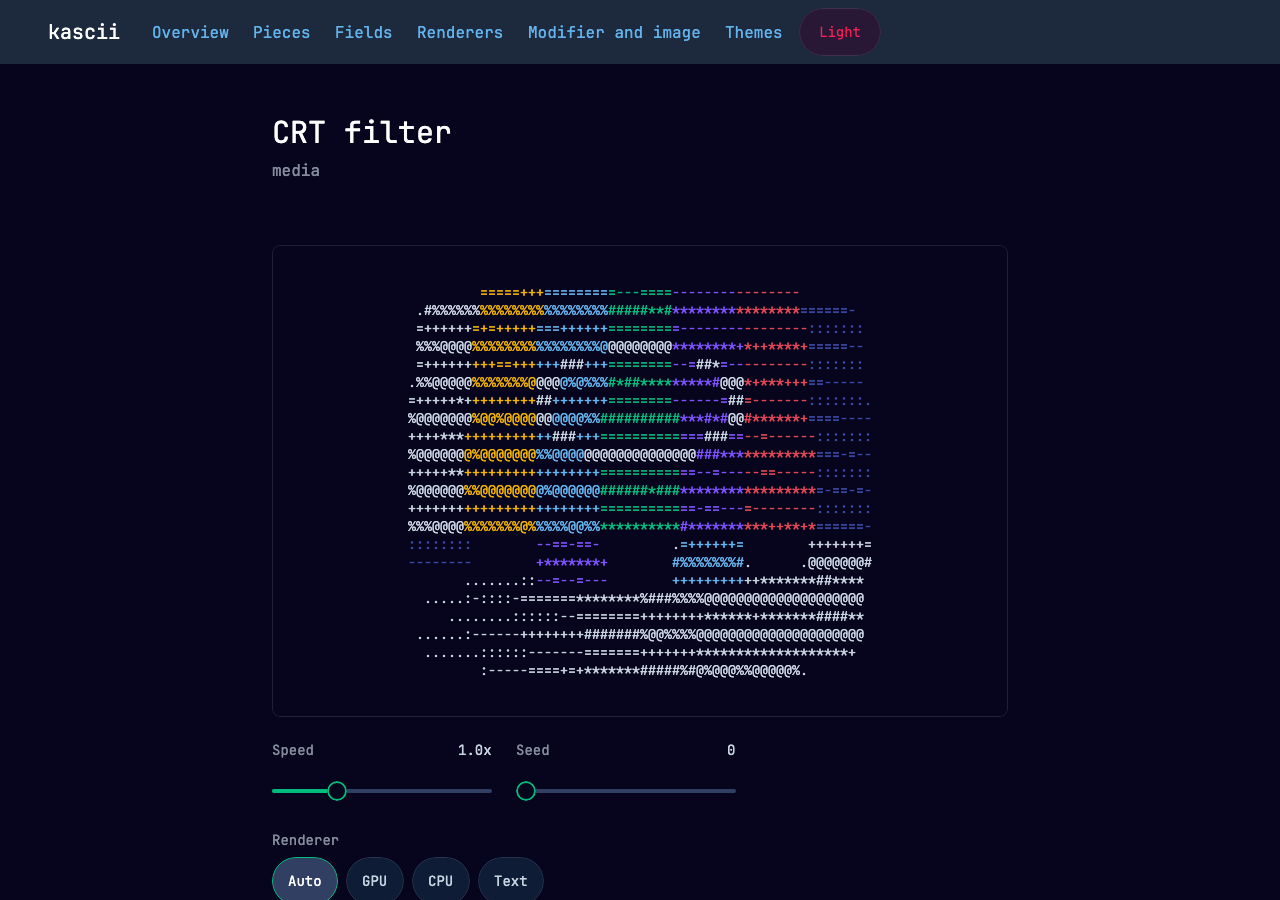 kascii Overview Pieces Fields Renderers Modifier and image Themes Light
CRT filter
media
Speed 1.0x Seed 0
Renderer
Auto GPU CPU Text